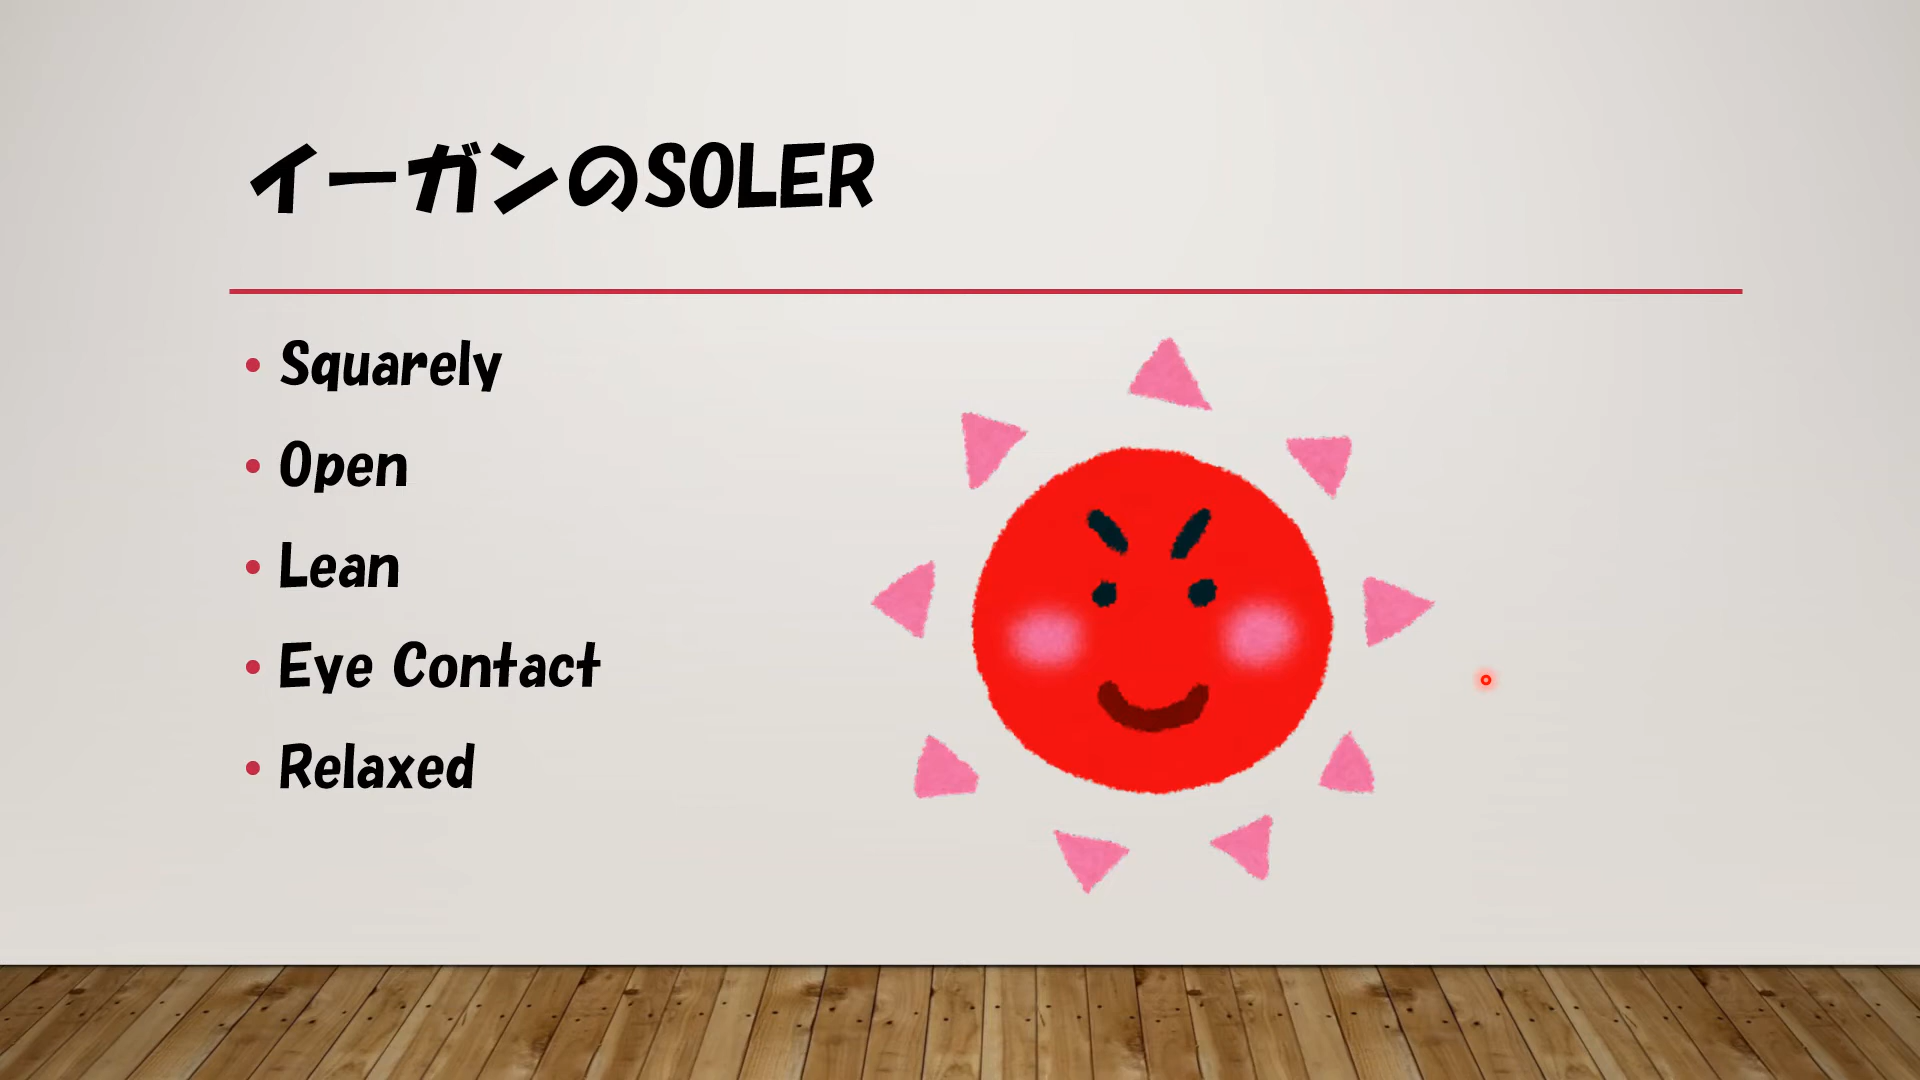 イーガンのSOLER
• Squarely
• Open
• Lean
• Eye Contact
• Relaxed